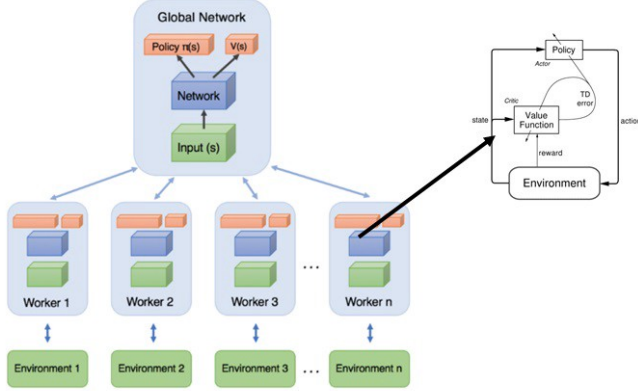 Global Network
Policy π(s)
V(s)
Network
Input (s)
Worker 1
Worker 2
Worker 3
...
Worker n
Environment 1
Environment 2
Environment 3
...
Environment n
Policy
Actor
Critic
TD
error
state
Value
Function
action
reward
Environment